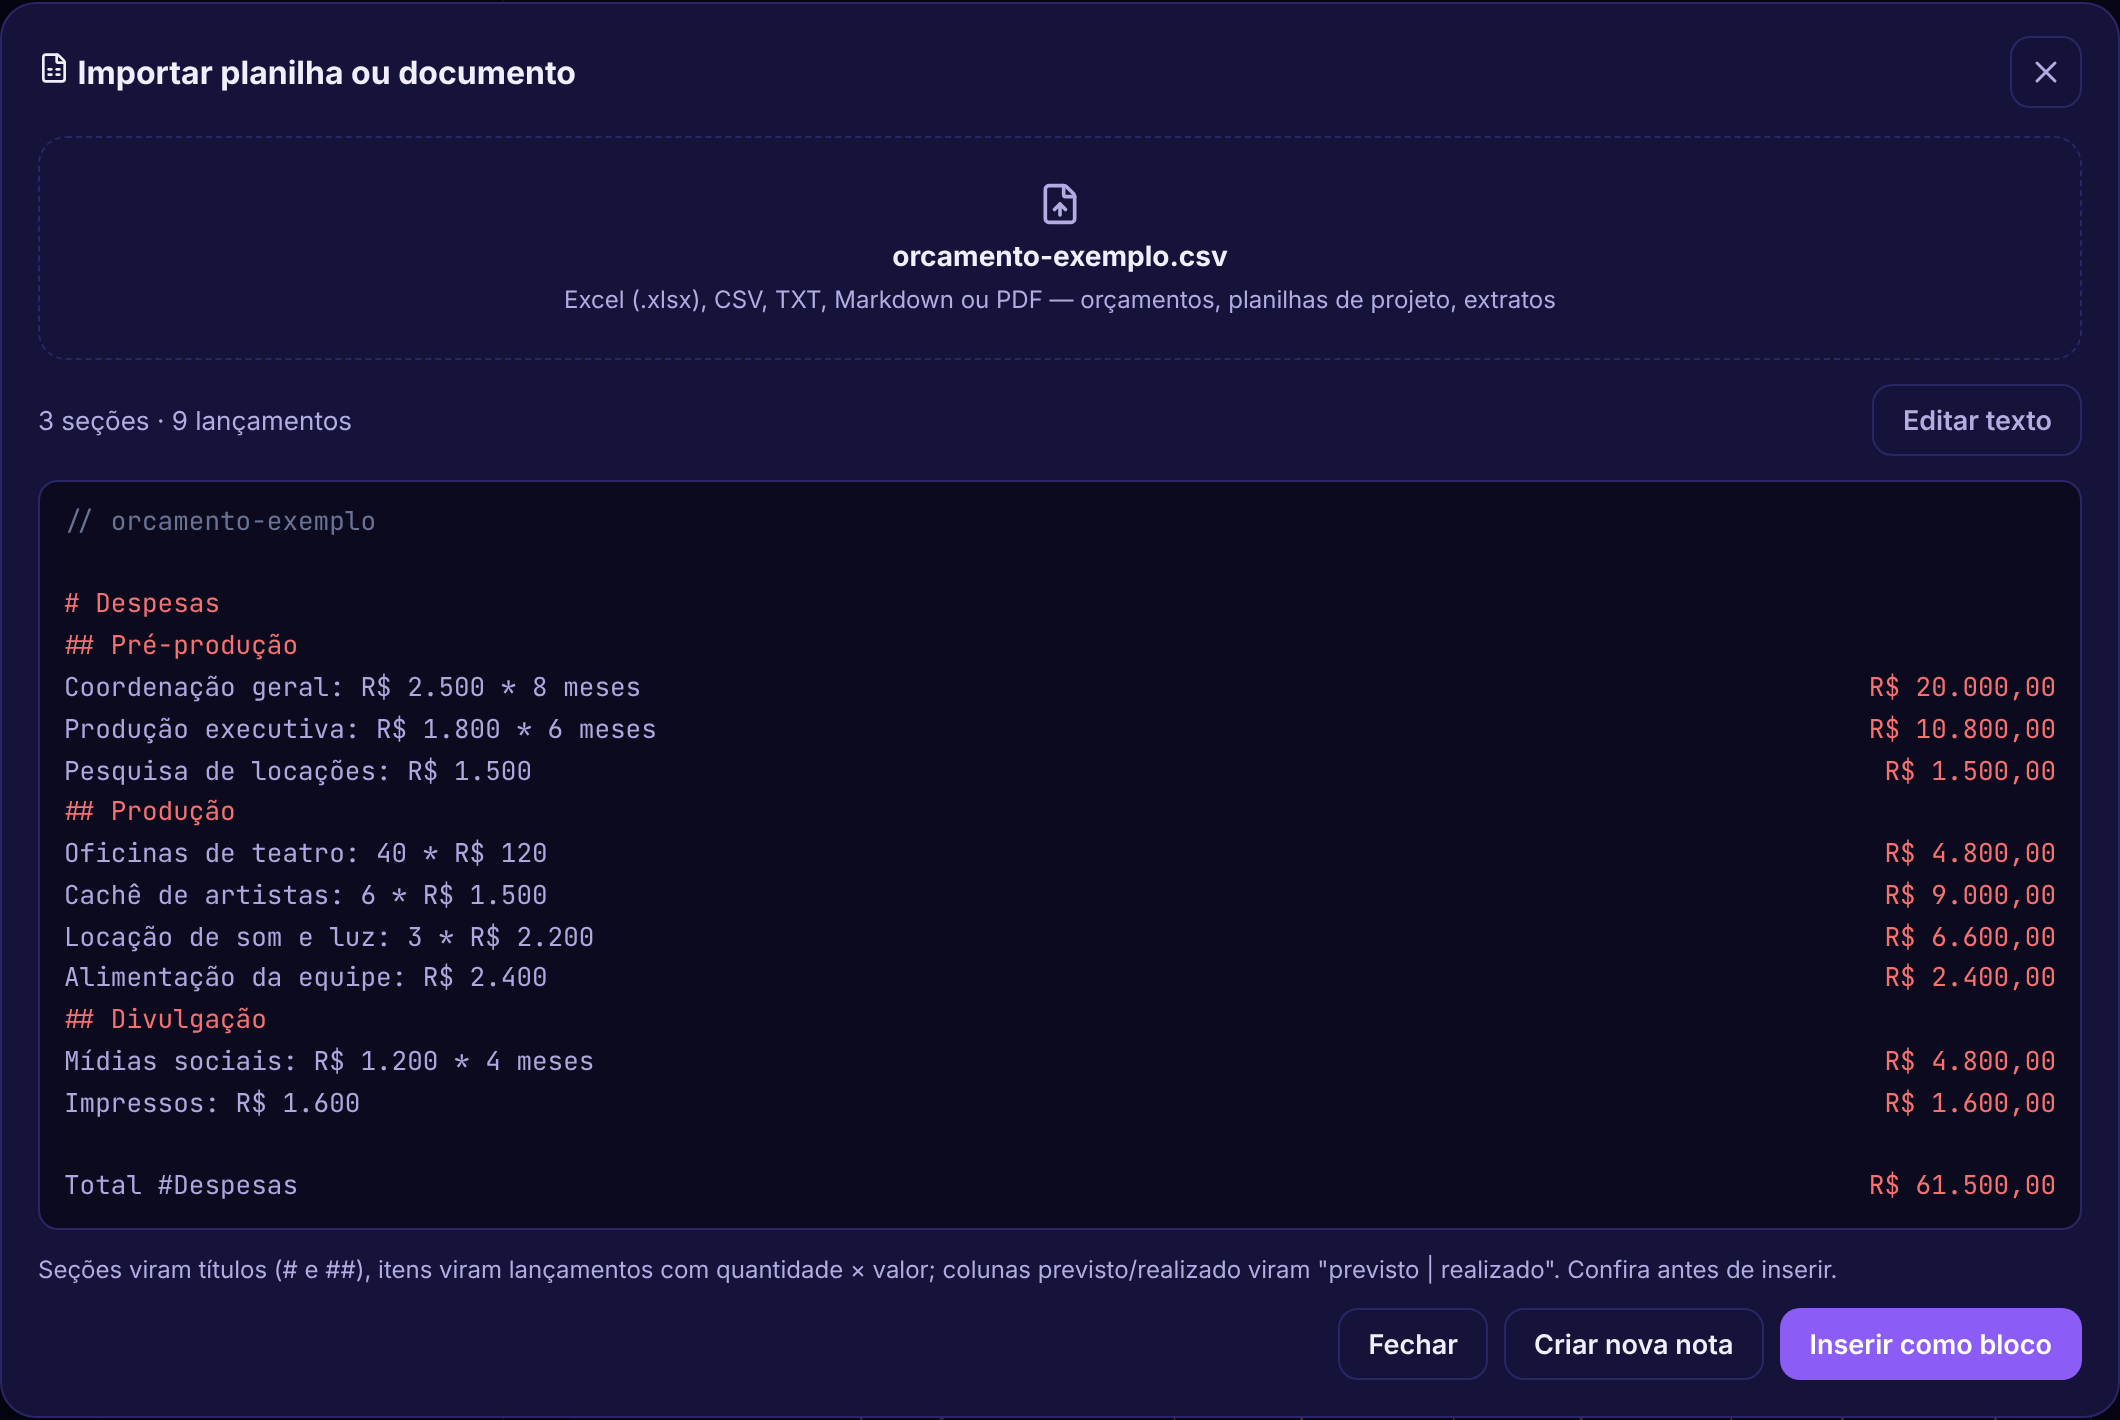 Importar planilha ou documento
orcamento-exemplo.csv
Excel (.xlsx), CSV, TXT, Markdown ou PDF — orçamentos, planilhas de projeto, extratos
3 seções · 9 lançamentos
Editar texto
// orcamento-exemplo
# Despesas
## Pré-produção
Coordenação geral: R$ 2.500 * 8 meses R$ 20.000,00
Produção executiva: R$ 1.800 * 6 meses R$ 10.800,00
Pesquisa de locações: R$ 1.500 R$ 1.500,00
## Produção
Oficinas de teatro: 40 * R$ 120 R$ 4.800,00
Cachê de artistas: 6 * R$ 1.500 R$ 9.000,00
Locação de som e luz: 3 * R$ 2.200 R$ 6.600,00
Alimentação da equipe: R$ 2.400 R$ 2.400,00
## Divulgação
Mídias sociais: R$ 1.200 * 4 meses R$ 4.800,00
Impressos: R$ 1.600 R$ 1.600,00
Total #Despesas R$ 61.500,00
Seções viram títulos (# e ##), itens viram lançamentos com quantidade × valor; colunas previsto/realizado viram "previsto | realizado". Confira antes de inserir.
Fechar
Criar nova nota
Inserir como bloco